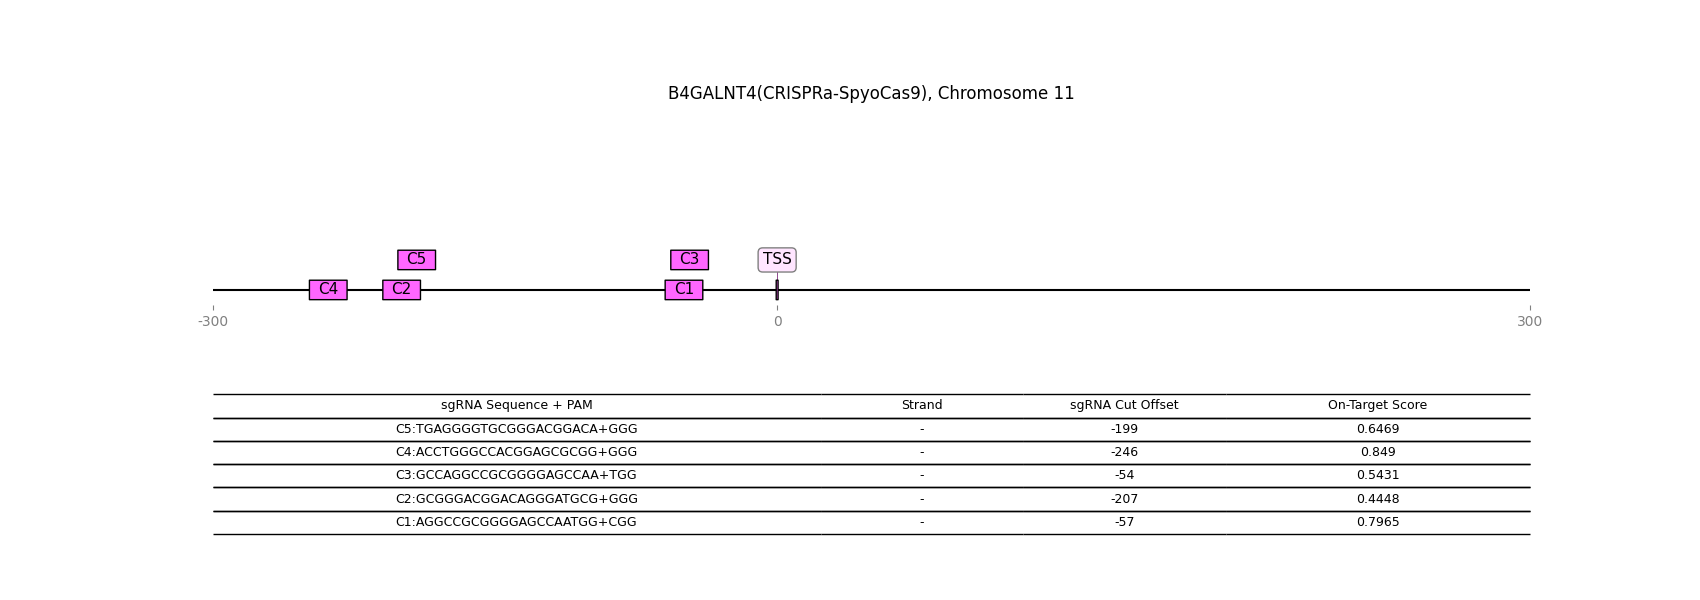 B4GALNT4(CRISPRa-SpyoCas9), Chromosome 11
C5 C3 TSS
C4 C2 C1
-300 0 300
sgRNA Sequence + PAM Strand sgRNA Cut Offset On-Target Score
C5:TGAGGGGTGCGGGACGGACA+GGG - -199 0.6469
C4:ACCTGGGCCACGGAGCGCGG+GGG - -246 0.849
C3:GCCAGGCCGCGGGGAGCCAA+TGG - -54 0.5431
C2:GCGGGACGGACAGGGATGCG+GGG - -207 0.4448
C1:AGGCCGCGGGGAGCCAATGG+CGG - -57 0.7965